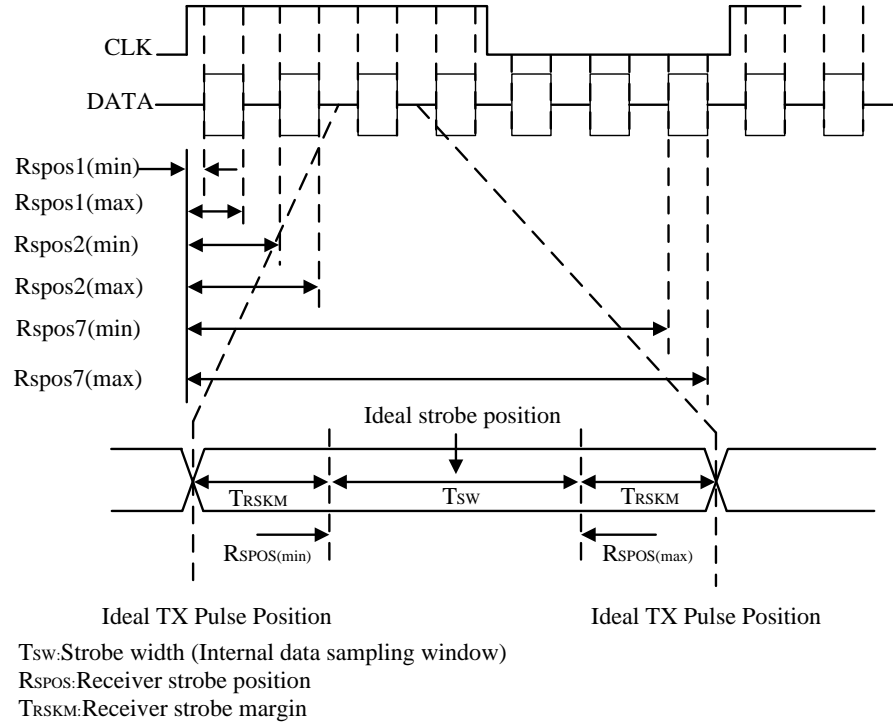 CLK
DATA
Rspos1(min)
Rspos1(max)
Rspos2(min)
Rspos2(max)
Rspos7(min)
Rspos7(max)
Ideal strobe position
TRSKM TSW TRSKM
RSPOS(min) RSPOS(max)
Ideal TX Pulse Position Ideal TX Pulse Position
TSW:Strobe width (Internal data sampling window)
RSPOS:Receiver strobe position
TRSKM:Receiver strobe margin